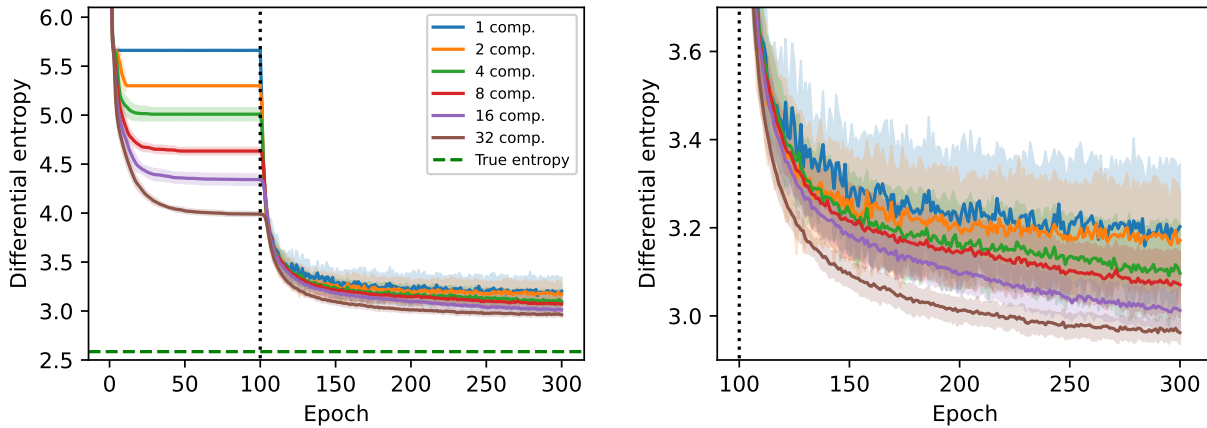 Differential entropy
6.0
5.5
5.0
4.5
4.0
3.5
3.0
2.5
0
50
100
150
200
250
300
Epoch
1 comp.
2 comp.
4 comp.
8 comp.
16 comp.
32 comp.
True entropy
Differential entropy
3.6
3.4
3.2
3.0
100
150
200
250
300
Epoch